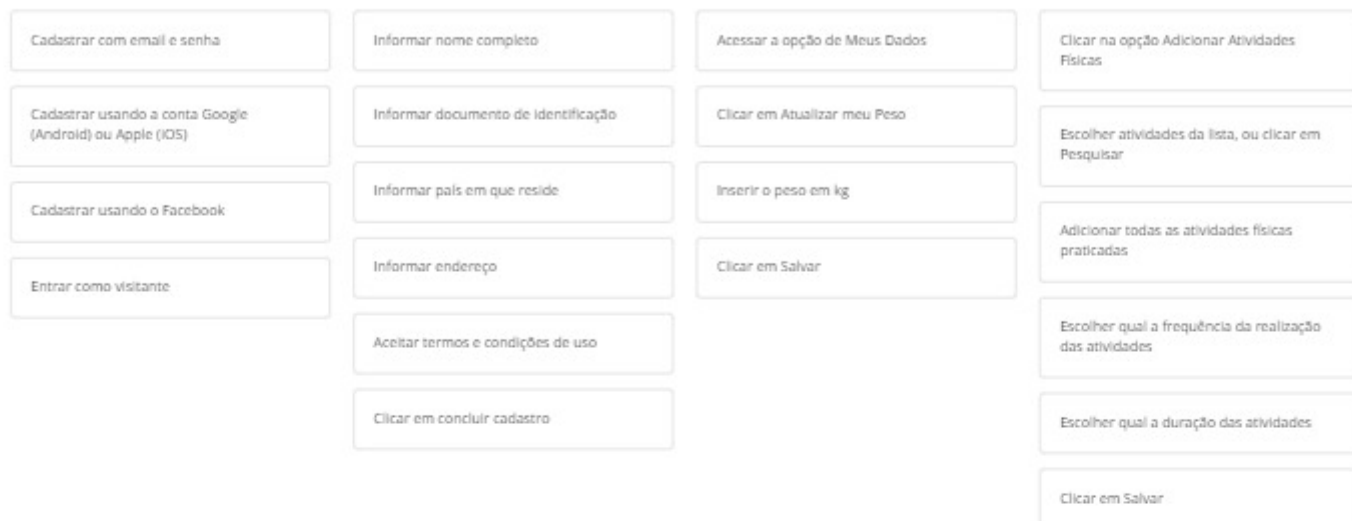 Cadastrar com email e senha
Cadastrar usando a conta Google
(Android) ou Apple (IOS)
Cadastrar usando o Facebook
Entrar como visitante
Informar nome completo
Informar documento de identificação
Informar país em que reside
Informar endereço
Aceitar termos e condições de uso
Clicar em concluir cadastro
Acessar a opção de Meus Dados
Clicar em Atualizar meu Peso
Inserir o peso em kg
Clicar em Salvar
Clicar na opção Adicionar Atividades
Físicas
Escolher atividades da lista, ou clicar em
Pesquisar
Adicionar todas as atividades físicas
praticadas
Escolher qual a frequência da realização
das atividades
Escolher qual a duração das atividades
Clicar em Salvar